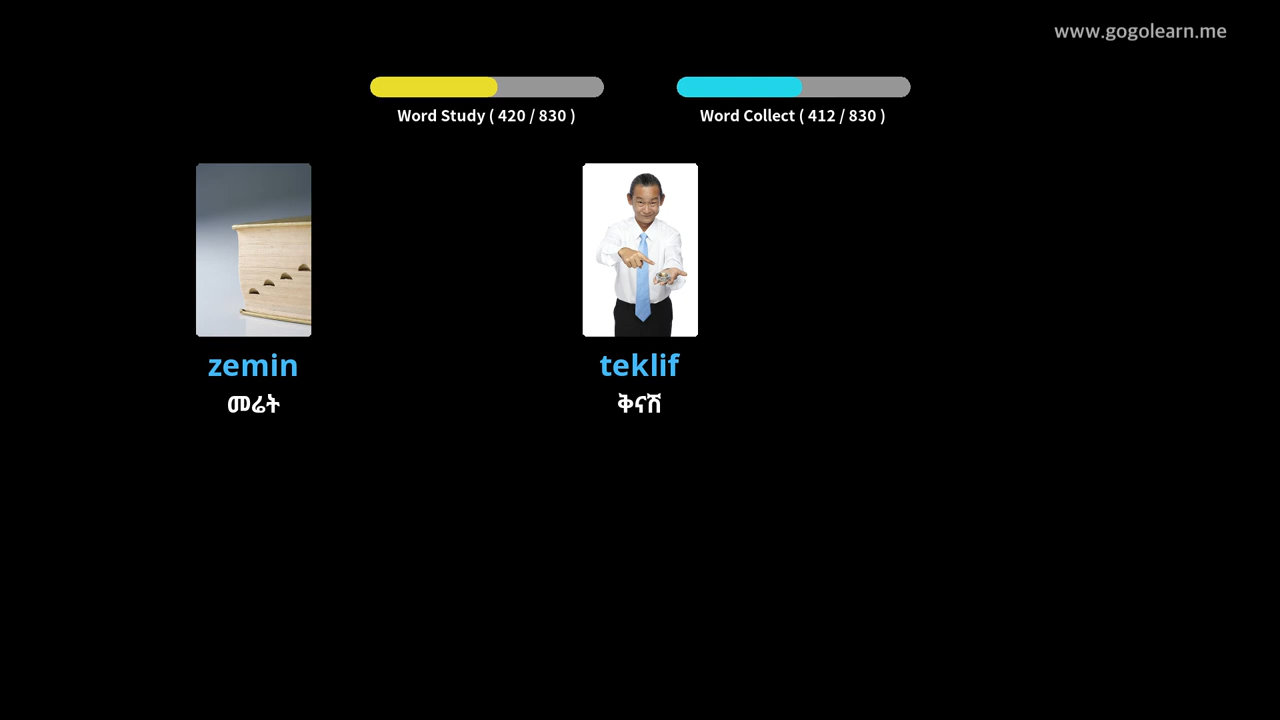 www.gogolearn.me
Word Study ( 420 / 830 )
Word Collect ( 412 / 830 )
zemin
መሬት
teklif
ቅናሽ